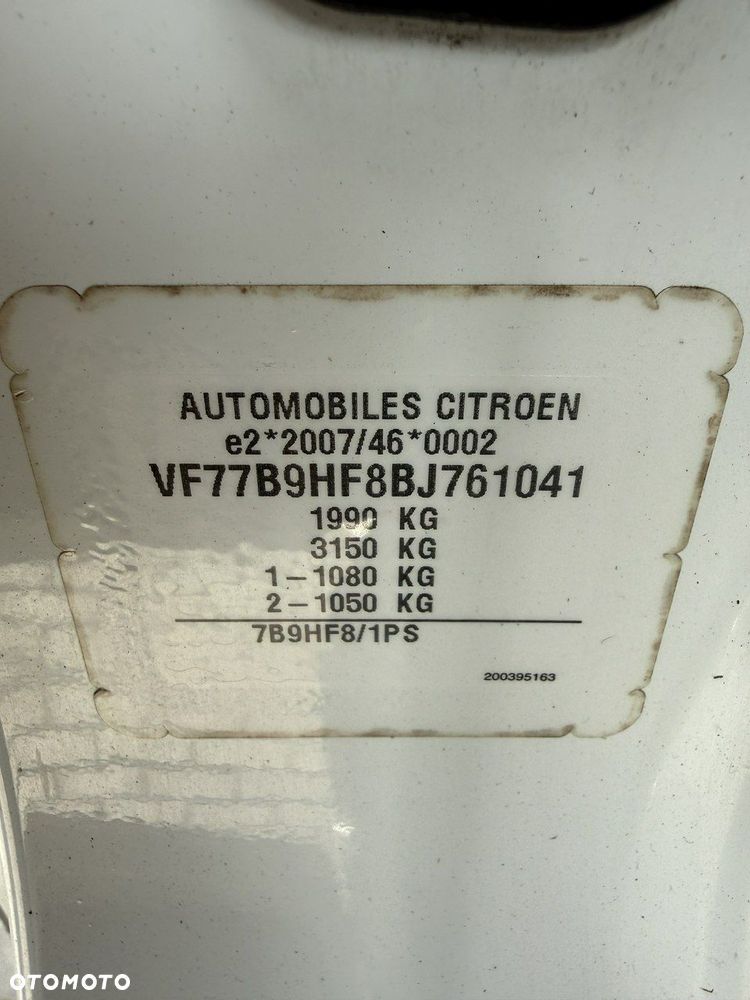 AUTOMOBILES CITROEN
e2*2007/46*0002
VF77B9HF8BJ761041
1990 KG
3150 KG
1-1080 KG
2-1050 KG
7B9HF8/1PS
200395163
OTOMOTO